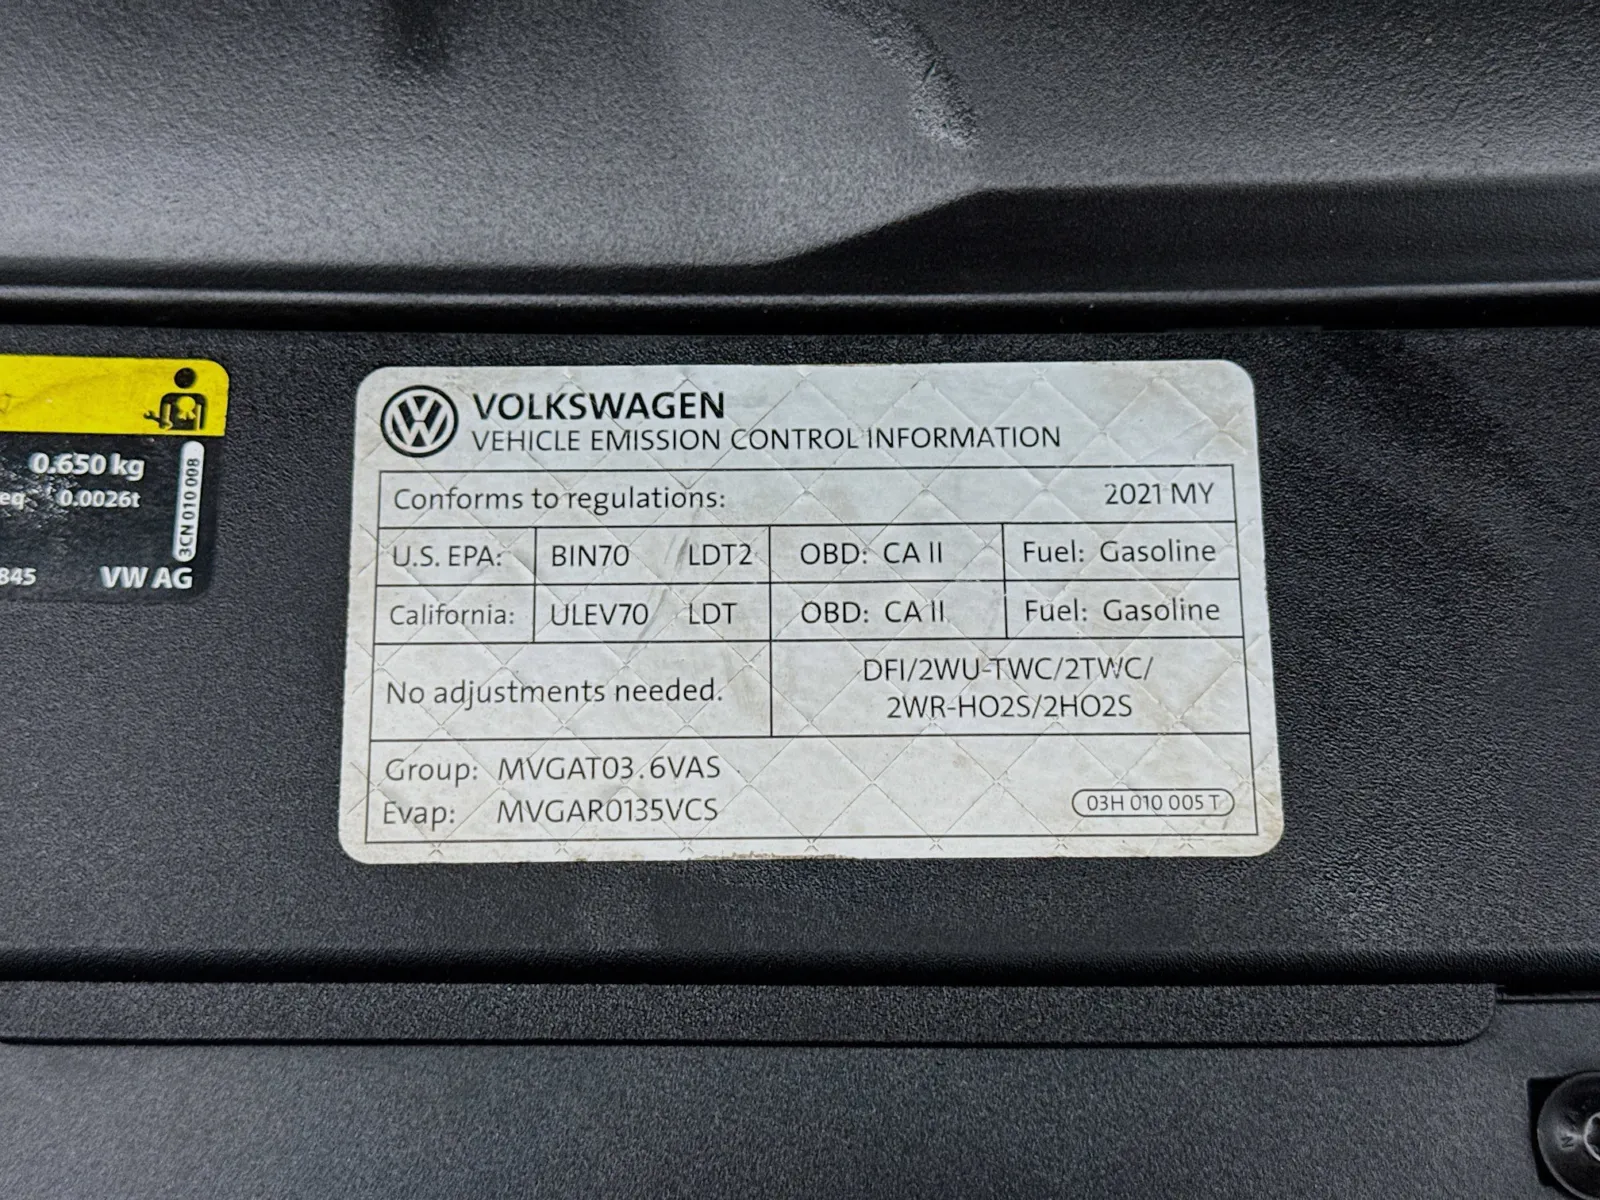 0.650 kg
eq 0.0026t
3CN 010 008
845 VW AG
VOLKSWAGEN
VEHICLE EMISSION CONTROL INFORMATION
Conforms to regulations: 2021 MY
U.S. EPA: BIN70 LDT2 OBD: CA II Fuel: Gasoline
California: ULEV70 LDT OBD: CA II Fuel: Gasoline
No adjustments needed.
DFI/2WU-TWC/2TWC/
2WR-HO2S/2HO2S
Group: MVGAT03.6VAS
Evap: MVGAR0135VCS
03H 010 005 T